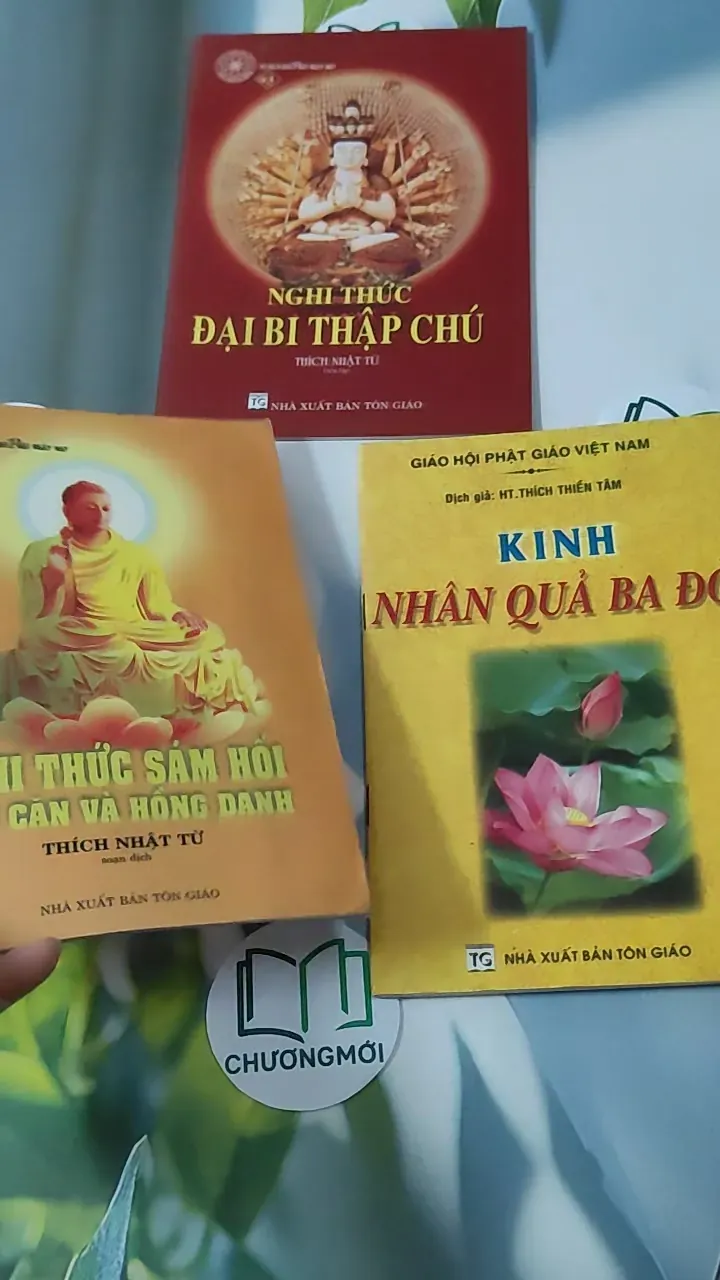 NGHI THỨC
ĐẠI BI THẬP CHÚ
THÍCH NHẬT TỪ
TG NHÀ XUẤT BẢN TÔN GIÁO
THỨC SÁM HỐI
CĂN VÀ HỒNG DANH
THÍCH NHẬT TỪ
soạn dịch
NHÀ XUẤT BẢN TÔN GIÁO
GIÁO HỘI PHẬT GIÁO VIỆT NAM
Dịch giả: HT.THÍCH THIỀN TÂM
KINH
NHÂN QUẢ BA
TG NHÀ XUẤT BẢN TÔN GIÁO
CHƯƠNGMỚI